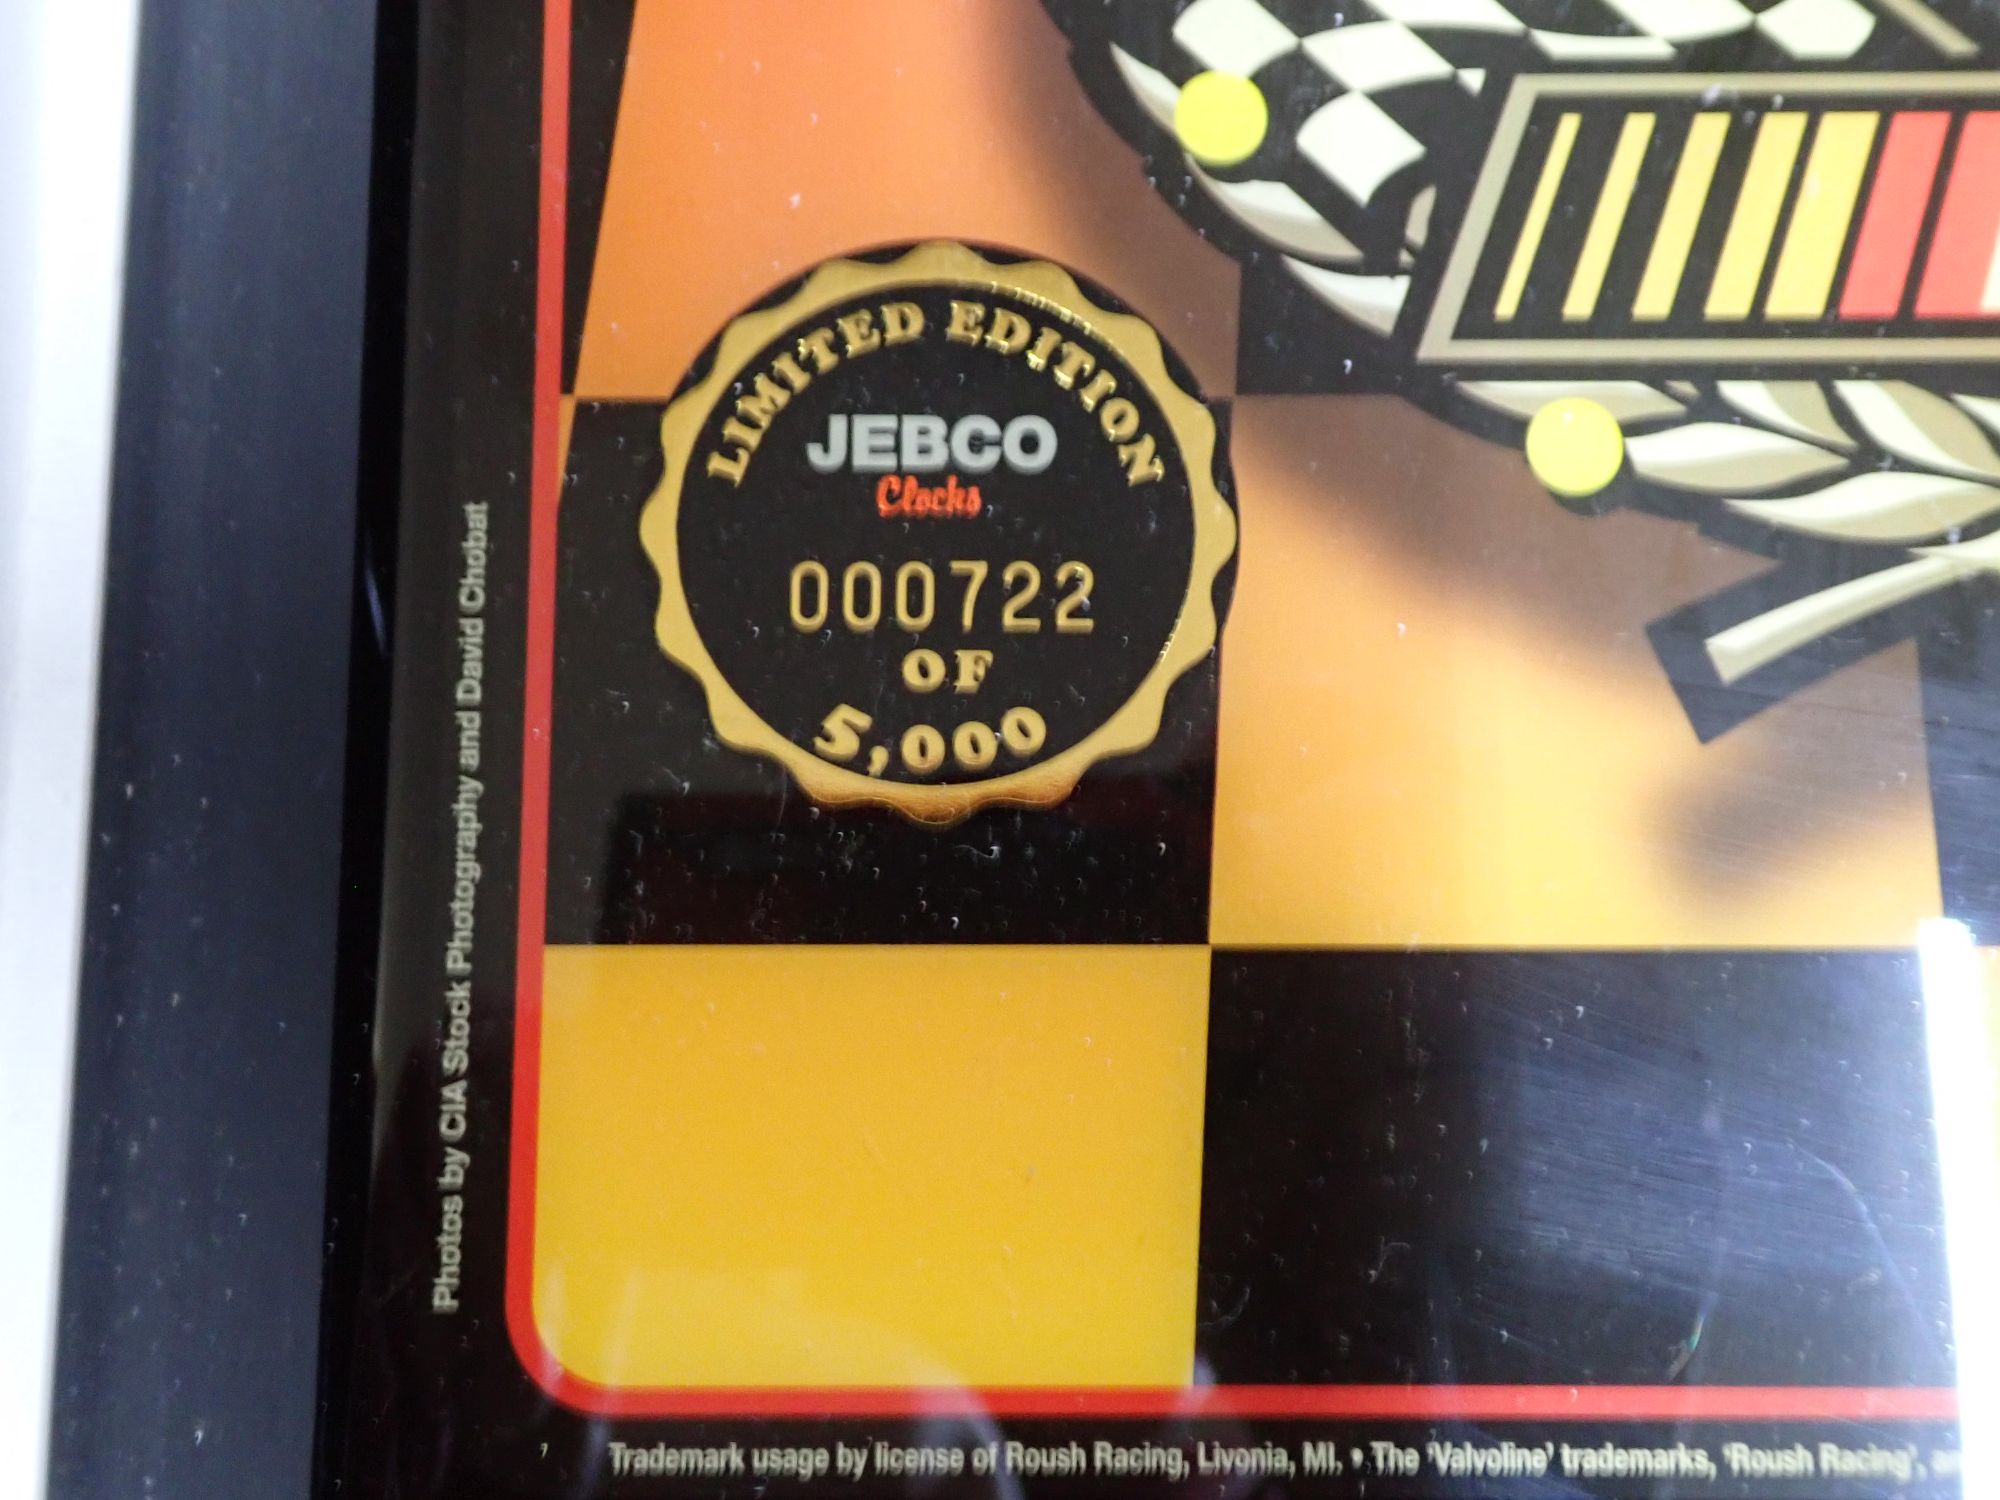 LIMITED EDITION
JEBCO
Clocks
000722
OF
5,000
Photos by CIA Stock Photography and David Chobat
Trademark usage by license of Roush Racing, Livonia, MI. • The 'Valvoline' trademarks, 'Roush Racing',